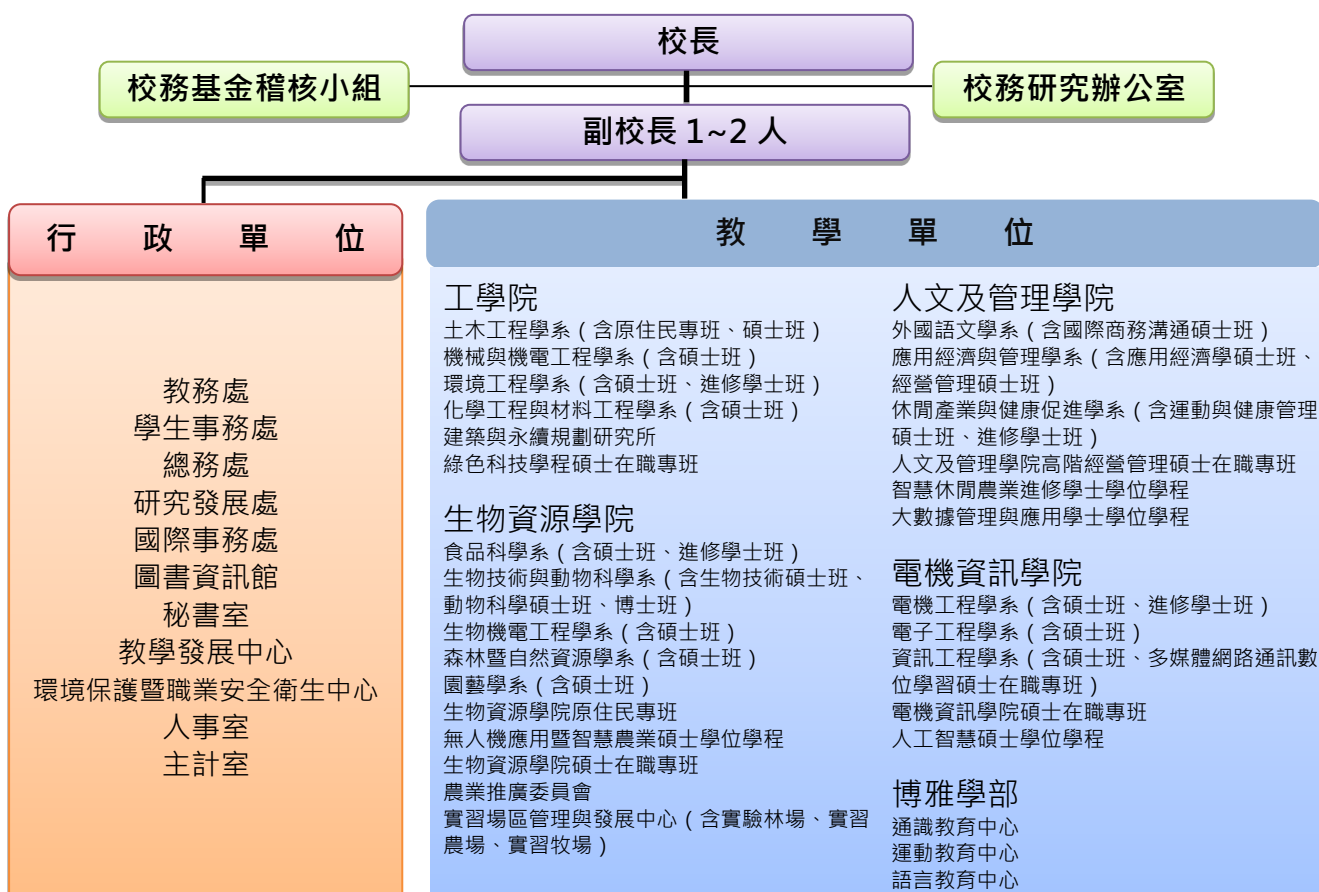 校長
校務基金稽核小組
校務研究辦公室
副校長 1~2 人
行政單位
教務處
學生事務處
總務處
研究發展處
國際事務處
圖書資訊館
秘書室
教學發展中心
環境保護暨職業安全衛生中心
人事室
主計室
教學單位
工學院
土木工程學系（含原住民專班、碩士班）
機械與機電工程學系（含碩士班）
環境工程學系（含碩士班、進修學士班）
化學工程與材料工程學系（含碩士班）
建築與永續規劃研究所
綠色科技學程碩士在職專班
生物資源學院
食品科學系（含碩士班、進修學士班）
生物技術與動物科學系（含生物技術碩士班、
動物科學碩士班、博士班）
生物機電工程學系（含碩士班）
森林暨自然資源學系（含碩士班）
園藝學系（含碩士班）
生物資源學院原住民專班
無人機應用暨智慧農業碩士學位學程
生物資源學院碩士在職專班
農業推廣委員會
實習場區管理與發展中心（含實驗林場、實習
農場、實習牧場）
人文及管理學院
外國語文學系（含國際商務溝通碩士班）
應用經濟與管理學系（含應用經濟學碩士班、
經營管理碩士班）
休閒產業與健康促進學系（含運動與健康管理
碩士班、進修學士班）
人文及管理學院高階經營管理碩士在職專班
智慧休閒農業進修學士學位學程
大數據管理與應用學士學位學程
電機資訊學院
電機工程學系（含碩士班、進修學士班）
電子工程學系（含碩士班）
資訊工程學系（含碩士班、多媒體網路通訊數
位學習碩士在職專班）
電機資訊學院碩士在職專班
人工智慧碩士學位學程
博雅學部
通識教育中心
運動教育中心
語言教育中心